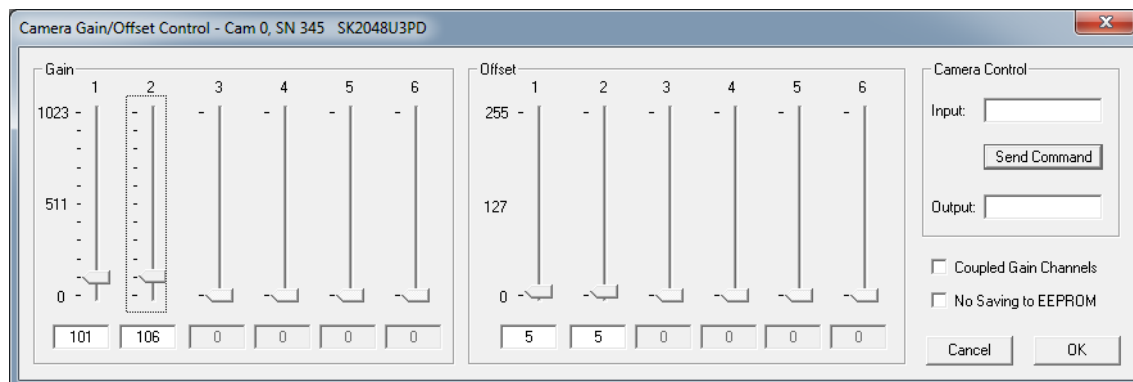 Camera Gain/Offset Control - Cam 0, SN 345 SK2048U3PD
Gain
1 2 3 4 5 6
1023
511
0
101 106 0 0 0 0
Offset
1 2 3 4 5 6
255
127
0
5 5 0 0 0 0
Camera Control
Input:
Send Command
Output:
Coupled Gain Channels
No Saving to EEPROM
Cancel OK